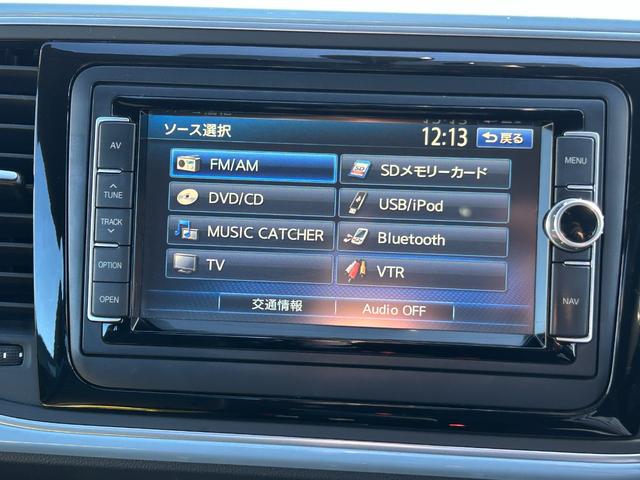 ソース選択
12:13
戻る
FM/AM
SDメモリーカード
DVD/CD
USB/iPod
MUSIC CATCHER
Bluetooth
TV
VTR
交通情報
Audio OFF
AV
TUNE
TRACK
OPTION
OPEN
MENU
NAV